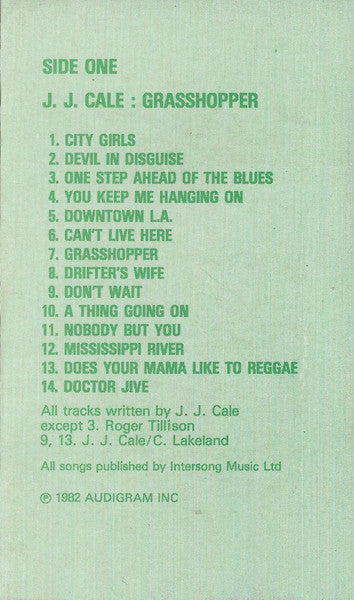 SIDE ONE
J. J. CALE : GRASSHOPPER
1. CITY GIRLS
2. DEVIL IN DISGUISE
3. ONE STEP AHEAD OF THE BLUES
4. YOU KEEP ME HANGING ON
5. DOWNTOWN L.A.
6. CAN'T LIVE HERE
7. GRASSHOPPER
8. DRIFTER'S WIFE
9. DON'T WAIT
10. A THING GOING ON
11. NOBODY BUT YOU
12. MISSISSIPPI RIVER
13. DOES YOUR MAMA LIKE TO REGGAE
14. DOCTOR JIVE
All tracks written by J. J. Cale
except 3. Roger Tillison
9, 13. J. J. Cale/C. Lakeland
All songs published by Intersong Music Ltd
℗ 1982 AUDIGRAM INC